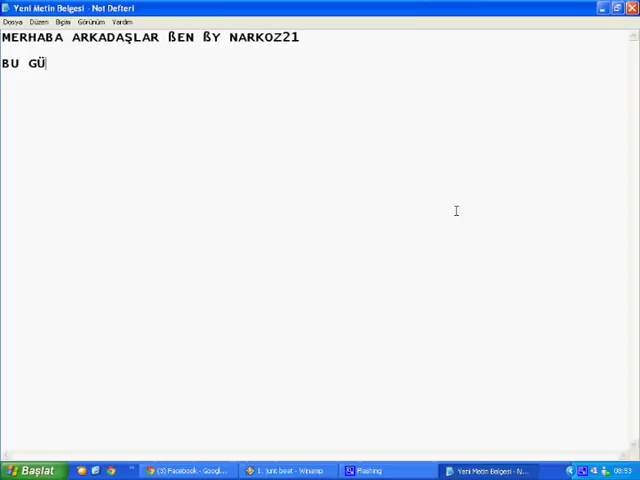 Yeni Metin Belgesi - Not Defteri
Dosya Düzen Biçim Görünüm Yardım
MERHABA ARKADAŞLAR ßEN ßY NARKOZ21
BU GÜ
Başlat
(3) Facebook - Googl...
1. junt beat - Winamp
Flashing
Yeni Metin Belgesi - N...
08:53